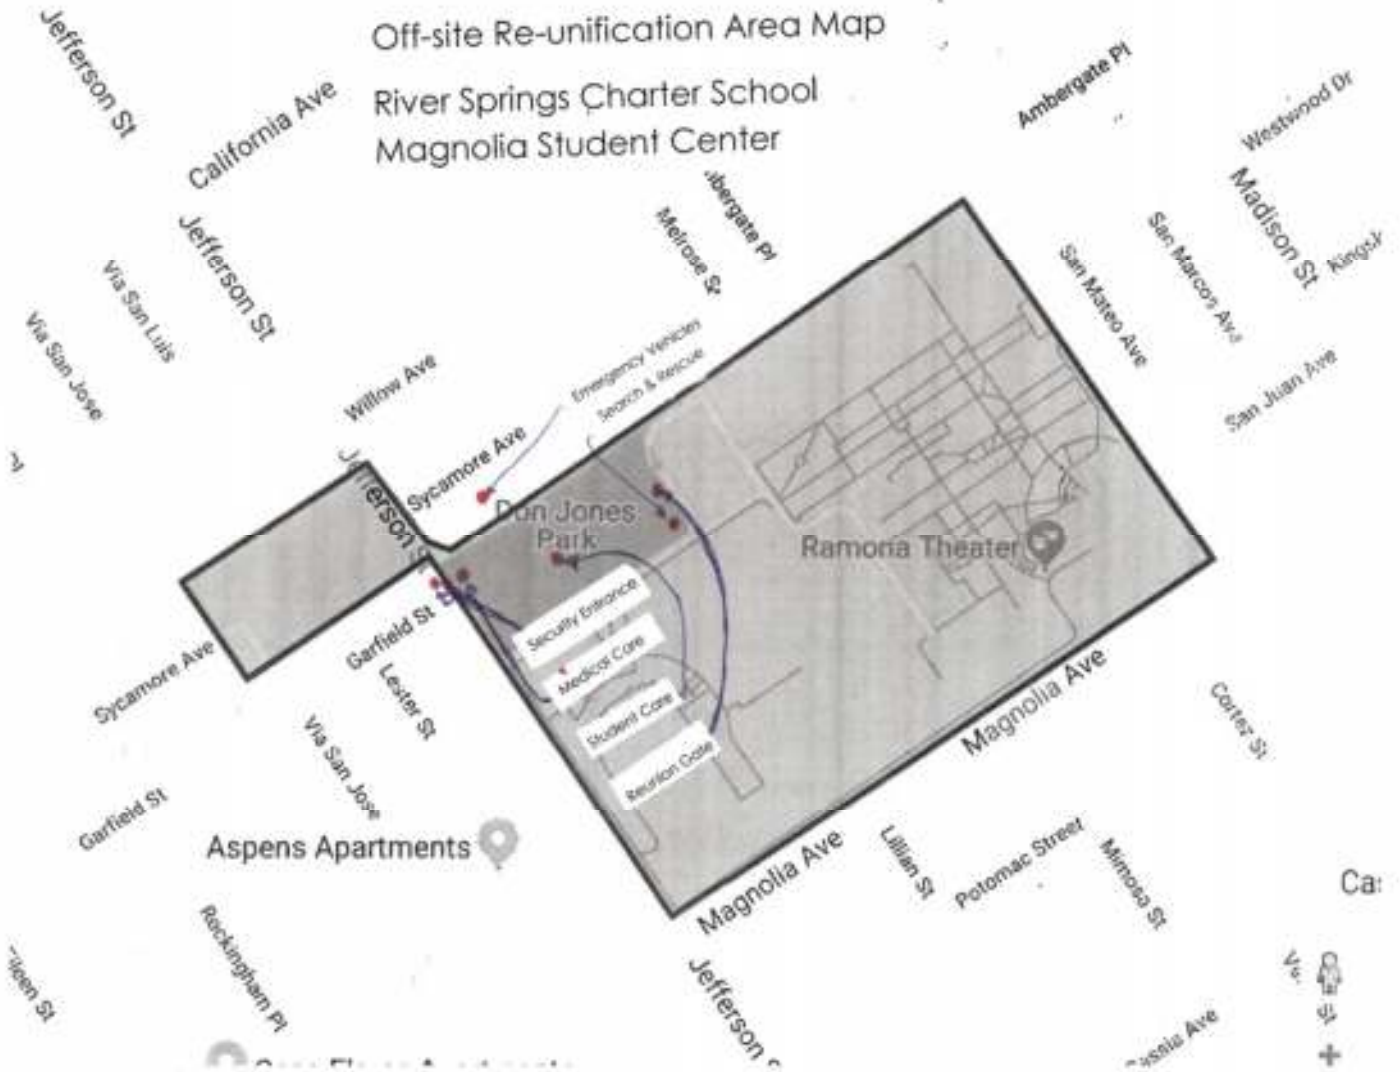 Off-site Re-unification Area Map
River Springs Charter School
Magnolia Student Center
Jefferson St
California Ave
Ambergate Pl
Westwood Dr
Madison St
Jefferson St
Melrose St
San Marcos Ave
San Mateo Ave
Via San Luis
Via San Jose
San Juan Ave
Willow Ave
Emergency Vehicles
Search & Rescue
Sycamore Ave
Don Jones
Park
Ramona Theater
Security Entrance
Medical Care
Student Care
Reunion Gate
Garfield St
Sycamore Ave
Lester St
Via San Jose
Magnolia Ave
Cortez St
Garfield St
Aspens Apartments
Magnolia Ave
Lillian St
Potomac Street
Mimosa St
Rockingham Pl
Jefferson S